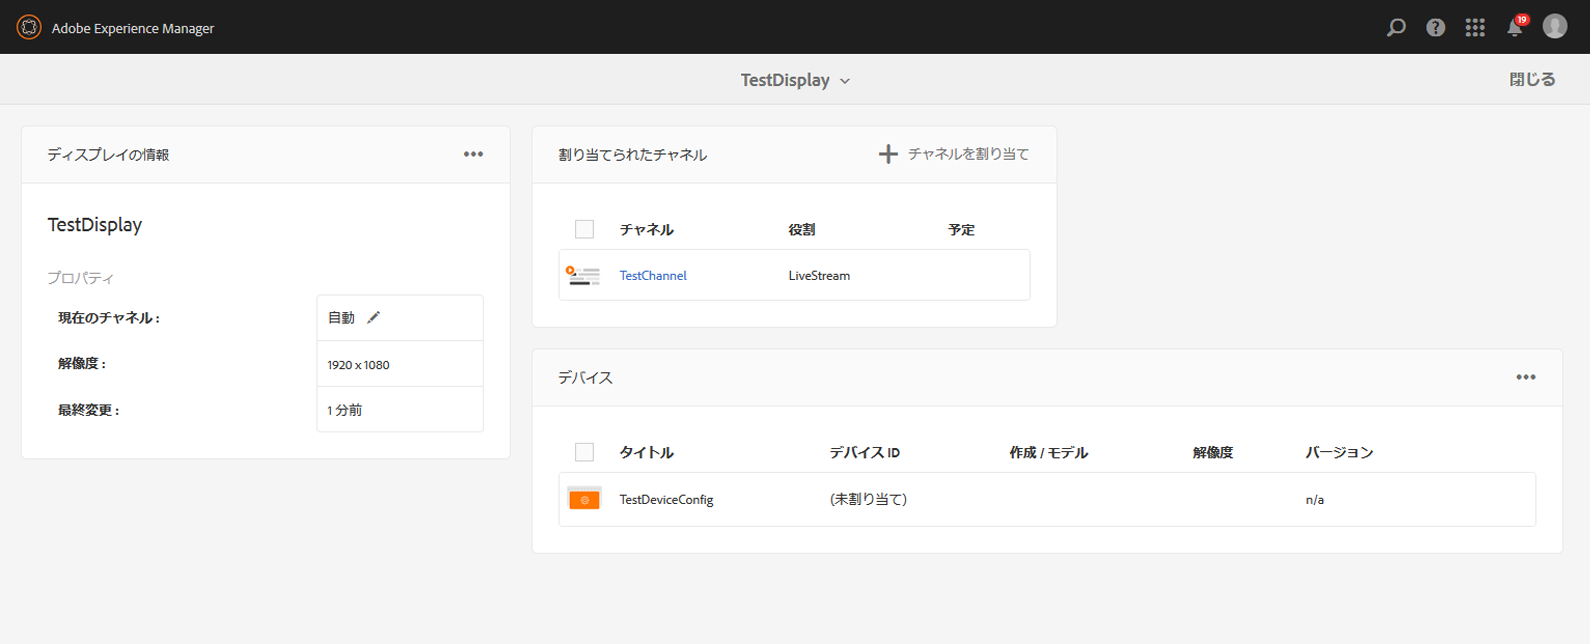 Adobe Experience Manager
19
TestDisplay
閉じる
ディスプレイの情報
TestDisplay
プロパティ
現在のチャネル :
自動
解像度 :
1920 x 1080
最終変更 :
1 分前
割り当てられたチャネル
チャネルを割り当て
チャネル 役割 予定
TestChannel LiveStream
デバイス
タイトル デバイス ID 作成 / モデル 解像度 バージョン
TestDeviceConfig (未割り当て) n/a